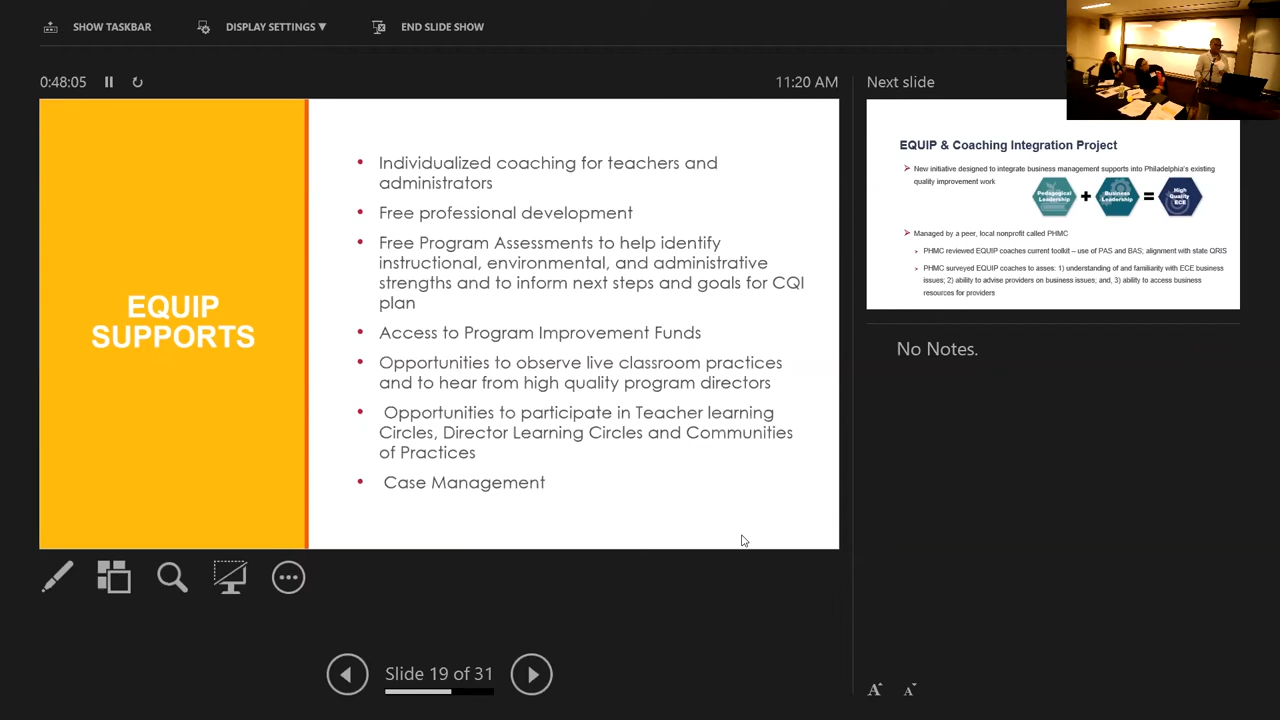 SHOW TASKBAR
DISPLAY SETTINGS ▼
END SLIDE SHOW
0:48:05
11:20 AM
EQUIP
SUPPORTS
• Individualized coaching for teachers and
administrators
• Free professional development
• Free Program Assessments to help identify
instructional, environmental, and administrative
strengths and to inform next steps and goals for CQI
plan
• Access to Program Improvement Funds
• Opportunities to observe live classroom practices
and to hear from high quality program directors
• Opportunities to participate in Teacher learning
Circles, Director Learning Circles and Communities
of Practices
• Case Management
Slide 19 of 31
Next slide
EQUIP & Coaching Integration Project
New initiative designed to integrate business management supports into Philadelphia's existing
quality improvement work
Pedagogical
Leadership
+
Business
Leadership
=
High
Quality
ECE
Managed by a peer, local nonprofit called PHMC
PHMC reviewed EQUIP coaches current toolkit – use of PAS and BAS; alignment with state QRIS
PHMC surveyed EQUIP coaches to asses: 1) understanding of and familiarity with ECE business
issues; 2) ability to advise providers on business issues; and, 3) ability to access business
resources for providers
No Notes.
A A